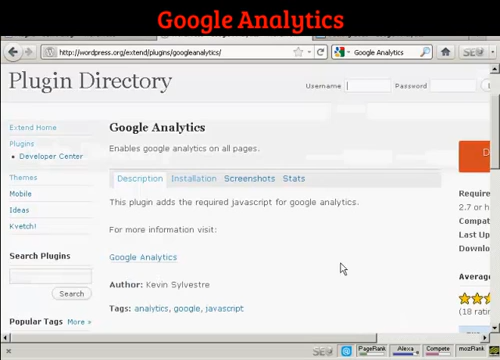 Google Analytics
http://wordpress.org/extend/plugins/googleanalytics/
Google Analytics
Plugin Directory
Username
Password
Extend Home
Plugins
Developer Center
Themes
Mobile
Ideas
Kvetch!
Search Plugins
Search
Popular Tags More »
Google Analytics
Enables google analytics on all pages.
Description Installation Screenshots Stats
This plugin adds the required javascript for google analytics.
For more information visit:
Google Analytics
Author: Kevin Sylvestre
Tags: analytics, google, javascript
D
Require
2.7 or h
Compat
Last Up
Downlo
Averag
(18 ratin
PageRank
Alexa
Compete
mozRank